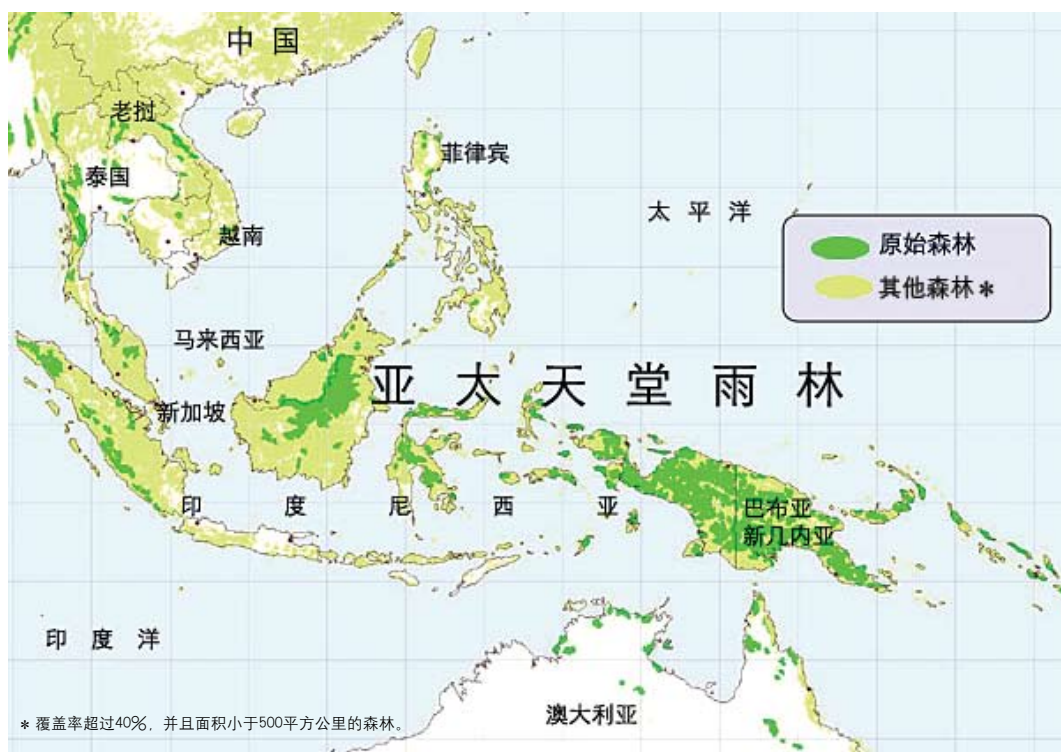 中国
老挝
泰国
菲律宾
太平洋
越南
原始森林
其他森林*
马来西亚
亚太天堂雨林
新加坡
印度尼西亚
巴布亚
新几内亚
印度洋
澳大利亚
* 覆盖率超过40%，并且面积小于500平方公里的森林。